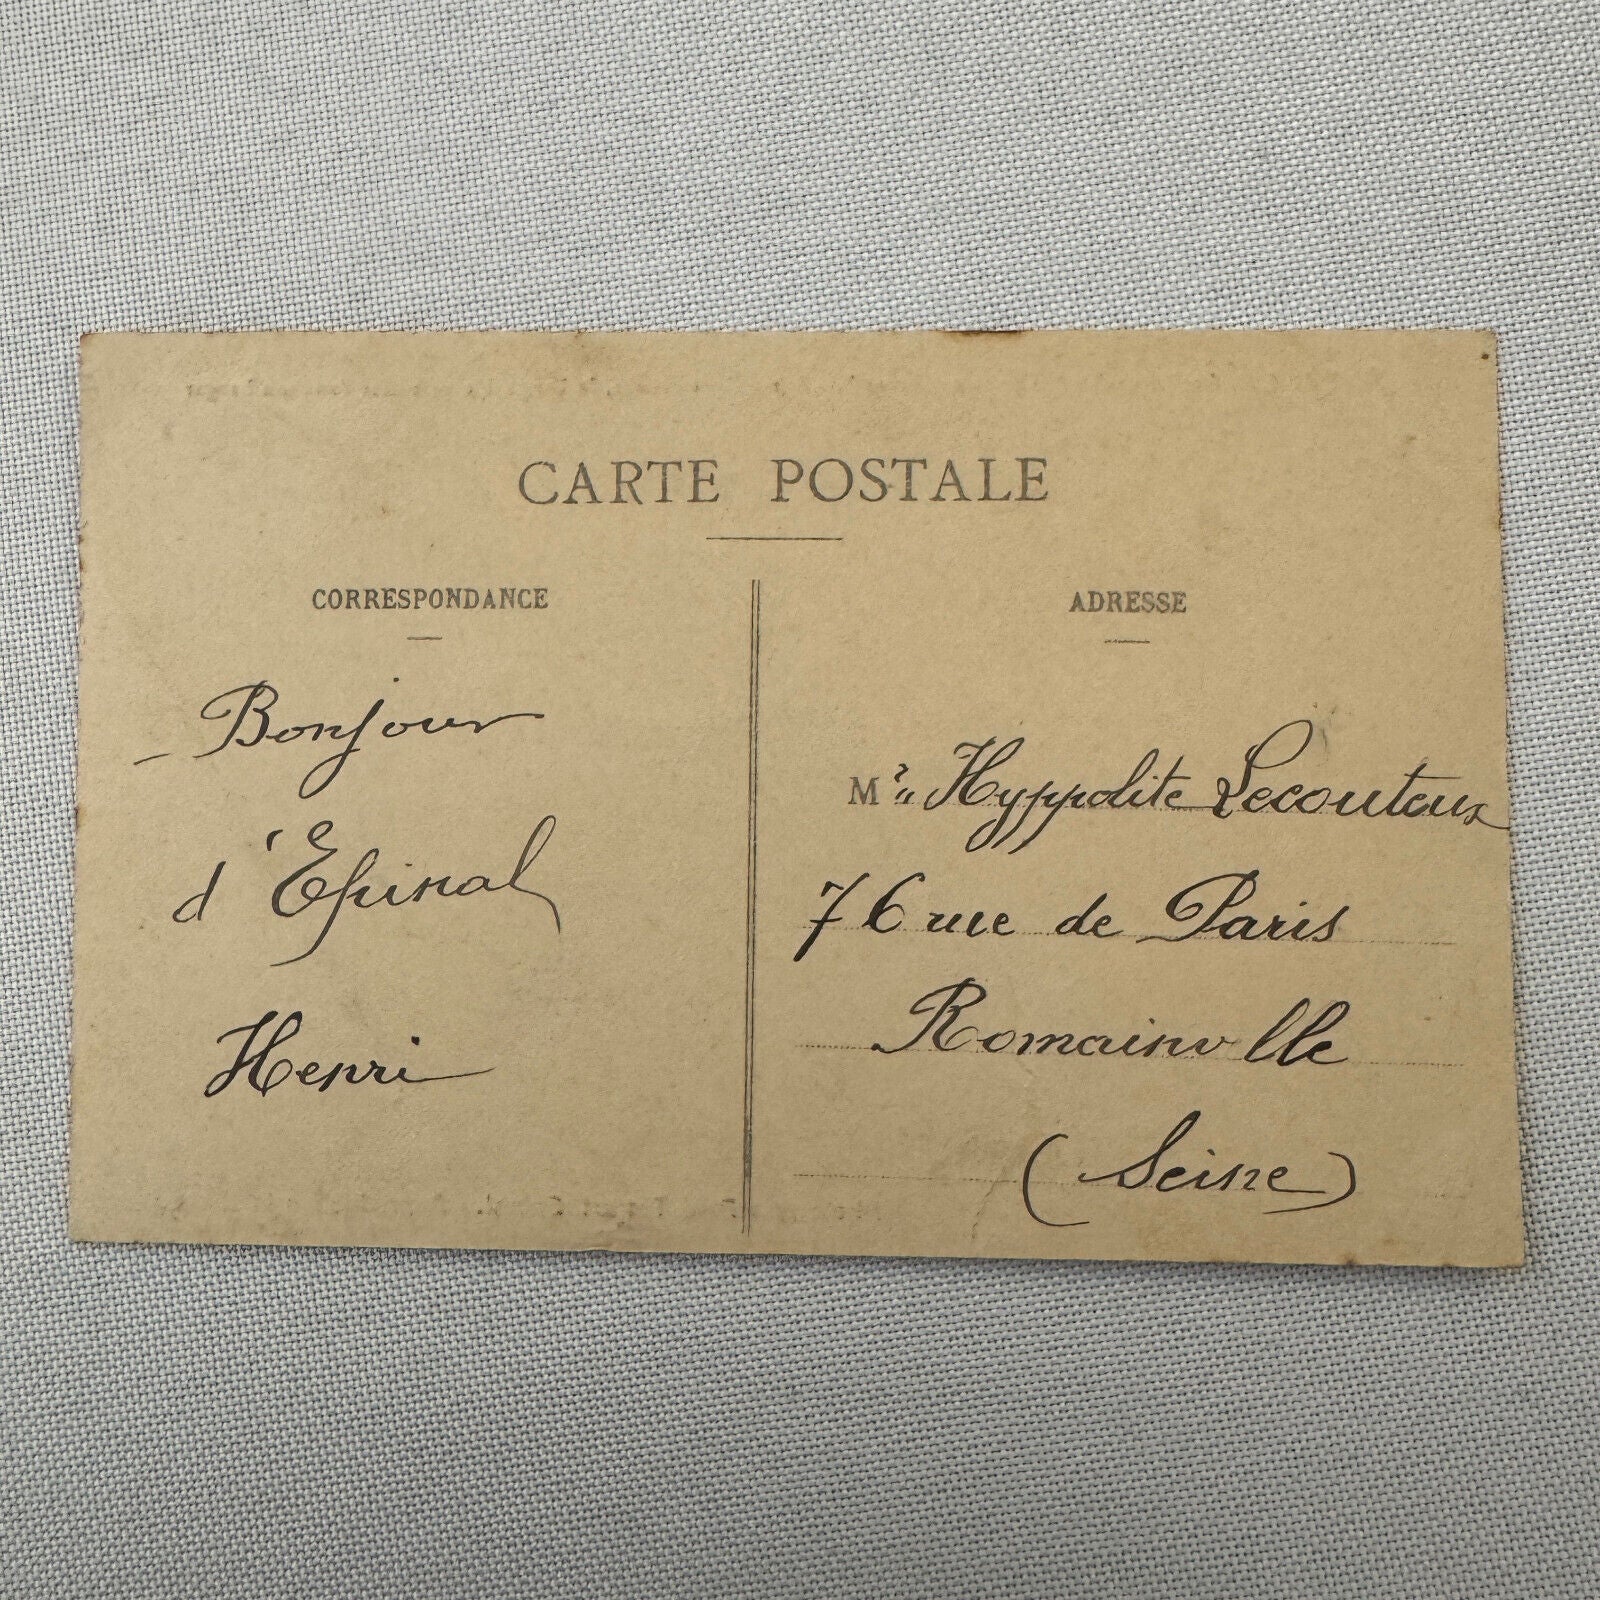 CARTE POSTALE
CORRESPONDANCE
Bonjour
d'Epinal
Henri
ADRESSE
Mr Hyppolite Lecouteux
76 rue de Paris
Romainville
(Seine)